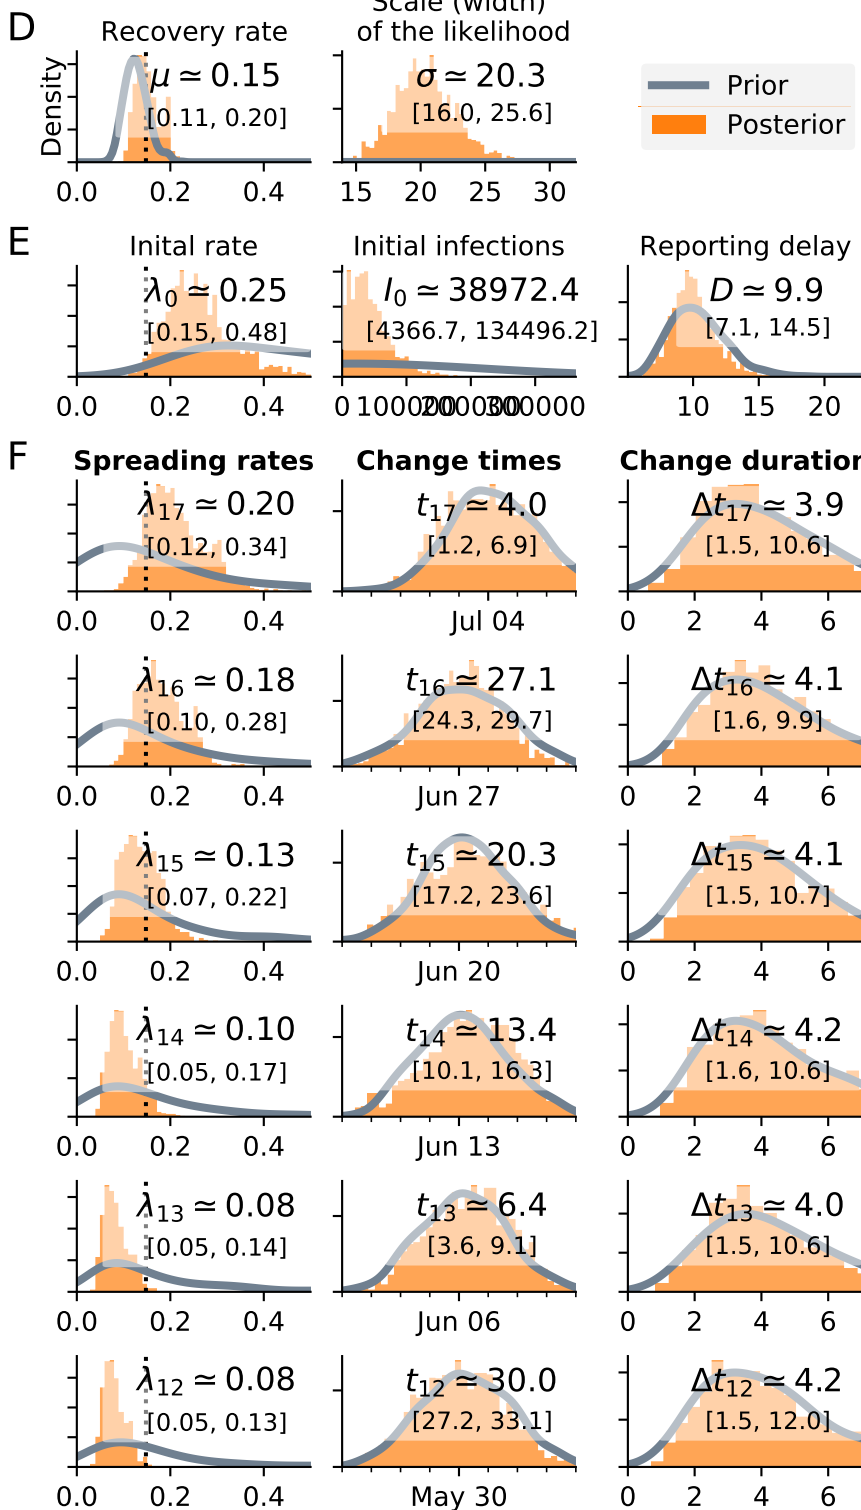 D
Scale (width)
Recovery rate of the likelihood
Density
μ ≃ 0.15 σ ≃ 20.3
[0.11, 0.20] [16.0, 25.6]
Prior
Posterior
0.0 0.2 0.4 15 20 25 30
E
Inital rate Initial infections Reporting delay
λ0 ≃ 0.25 I0 ≃ 38972.4 D ≃ 9.9
[0.15, 0.48] [4366.7, 134496.2] [7.1, 14.5]
0.0 0.2 0.4 0 100000 200000 300000 10 15 20
F
Spreading rates Change times Change duration
λ17 ≃ 0.20 t17 ≃ 4.0 Δt17 ≃ 3.9
[0.12, 0.34] [1.2, 6.9] [1.5, 10.6]
0.0 0.2 0.4 Jul 04 2 4 6
λ16 ≃ 0.18 t16 ≃ 27.1 Δt16 ≃ 4.1
[0.10, 0.28] [24.3, 29.7] [1.6, 9.9]
0.0 0.2 0.4 Jun 27 0 2 4 6
λ15 ≃ 0.13 t15 ≃ 20.3 Δt15 ≃ 4.1
[0.07, 0.22] [17.2, 23.6] [1.5, 10.7]
0.0 0.2 0.4 Jun 20 0 2 4 6
λ14 ≃ 0.10 t14 ≃ 13.4 Δt14 ≃ 4.2
[0.05, 0.17] [10.1, 16.3] [1.6, 10.6]
0.0 0.2 0.4 Jun 13 0 2 4 6
λ13 ≃ 0.08 t13 ≃ 6.4 Δt13 ≃ 4.0
[0.05, 0.14] [3.6, 9.1] [1.5, 10.6]
0.0 0.2 0.4 Jun 06 0 2 4 6
λ12 ≃ 0.08 t12 ≃ 30.0 Δt12 ≃ 4.2
[0.05, 0.13] [27.2, 33.1] [1.5, 12.0]
0.0 0.2 0.4 May 30 0 2 4 6